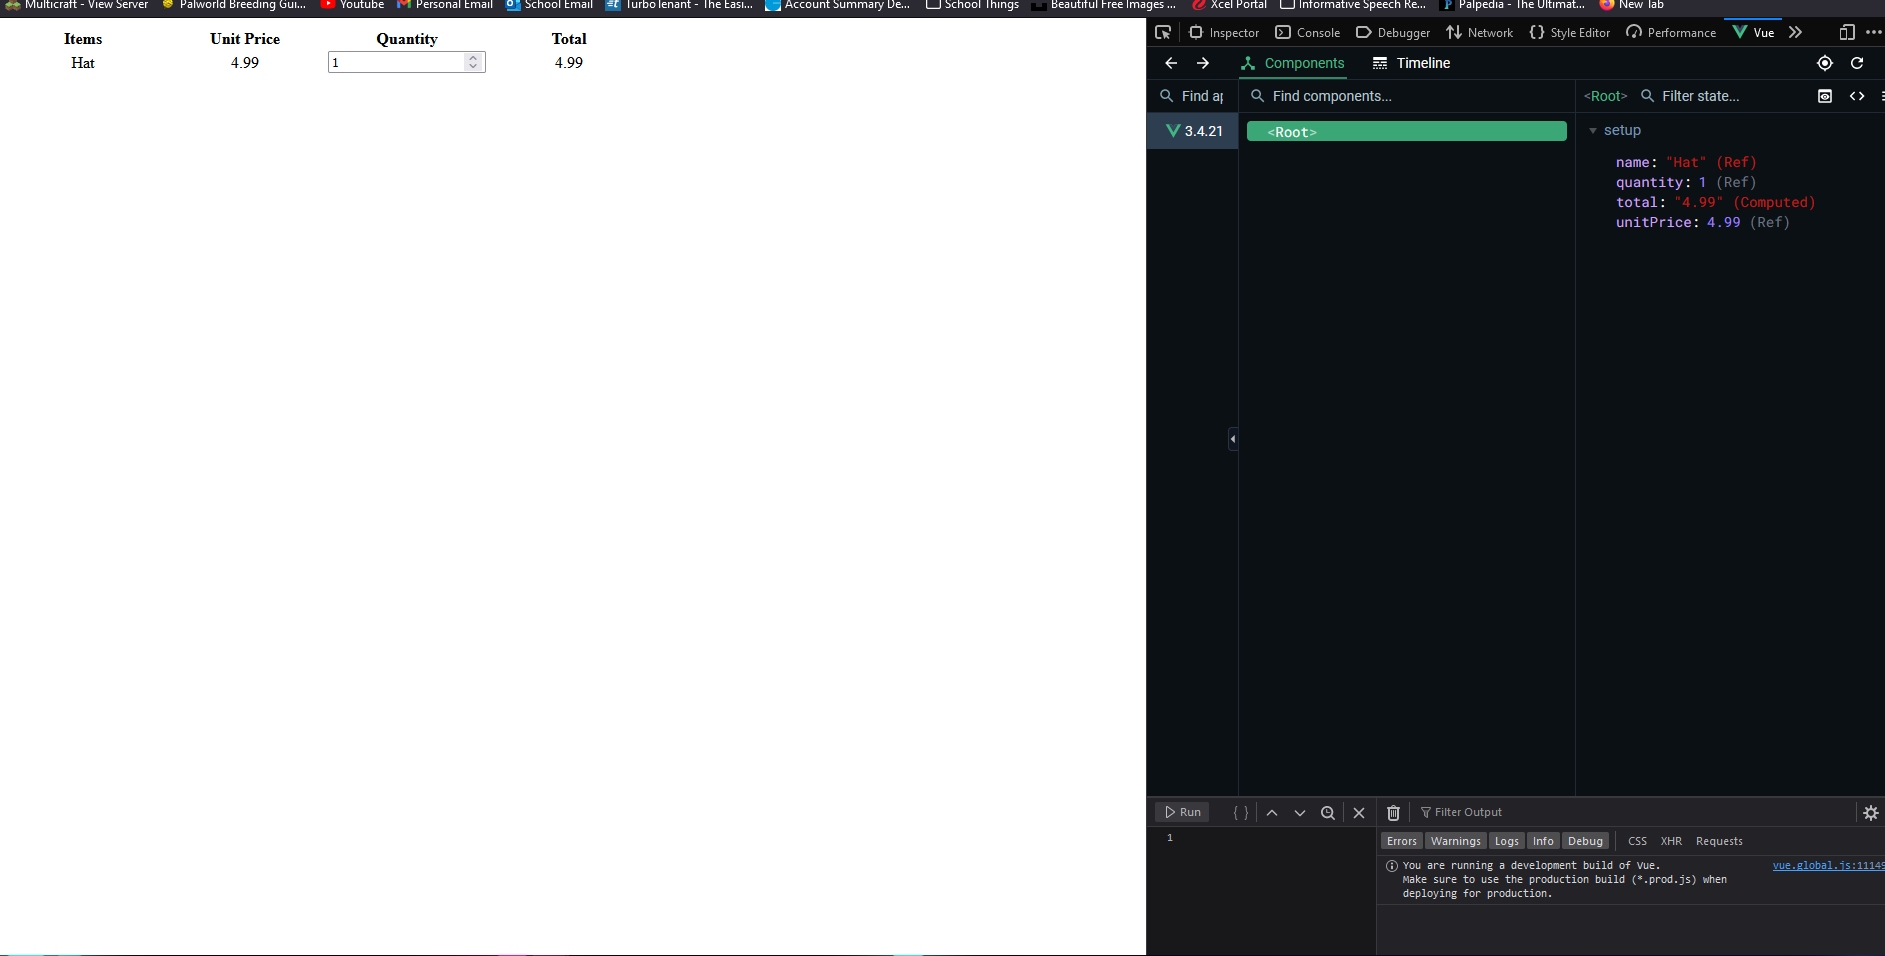 Multicraft - View Server Palworld Breeding Gui... Youtube Personal Email School Email TurboTenant - The Easi... Account Summary De... School Things Beautiful Free Images ... Xcel Portal Informative Speech Re... Palpedia - The Ultimat... New Tab
Items Unit Price Quantity Total
Hat 4.99 1 4.99
Inspector Console Debugger Network Style Editor Performance Vue
Components Timeline
Find ap Find components... <Root> Filter state...
3.4.21 <Root>
setup
name: "Hat" (Ref)
quantity: 1 (Ref)
total: "4.99" (Computed)
unitPrice: 4.99 (Ref)
Run { } Filter Output
1
Errors Warnings Logs Info Debug CSS XHR Requests
You are running a development build of Vue. vue.global.js:11149
Make sure to use the production build (*.prod.js) when
deploying for production.